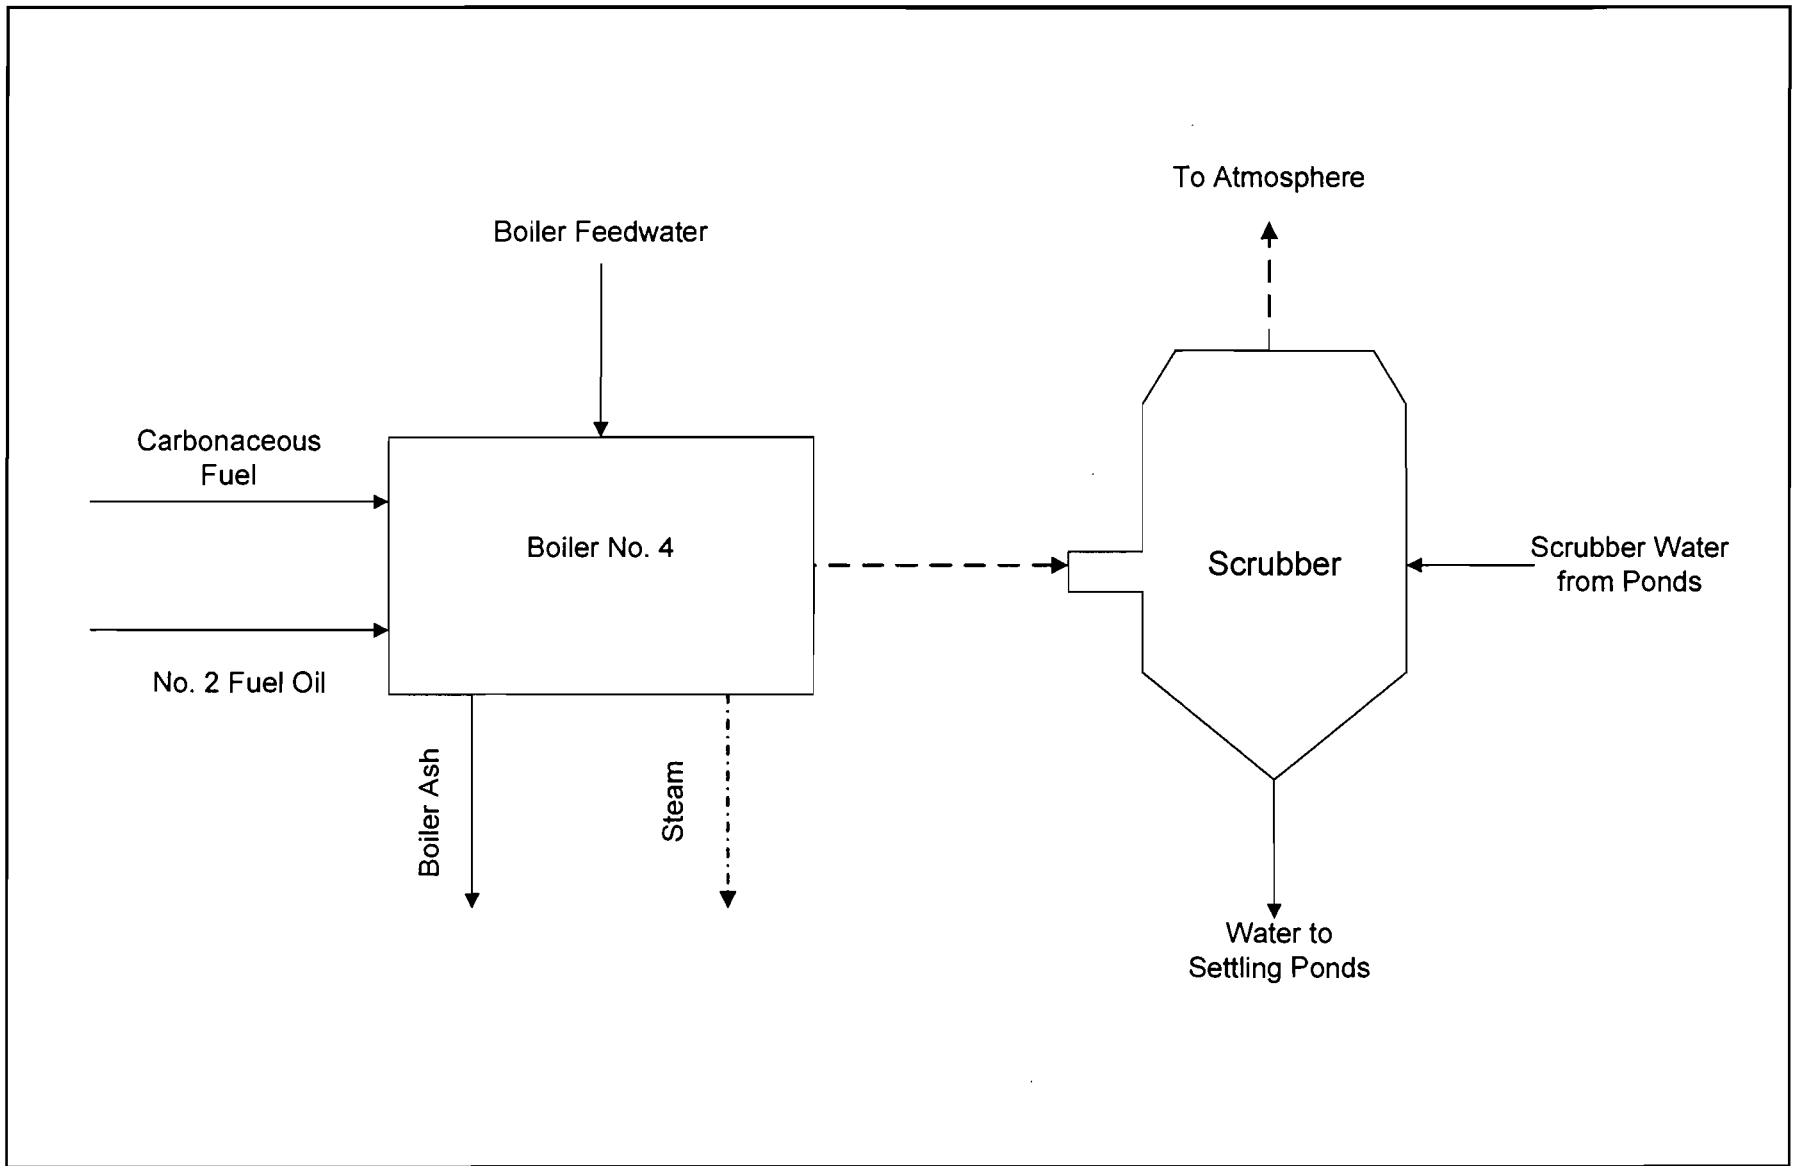 To Atmosphere
Boiler Feedwater
Carbonaceous
Fuel
Boiler No. 4
Scrubber
Scrubber Water
from Ponds
No. 2 Fuel Oil
Boiler Ash
Steam
Water to
Settling Ponds